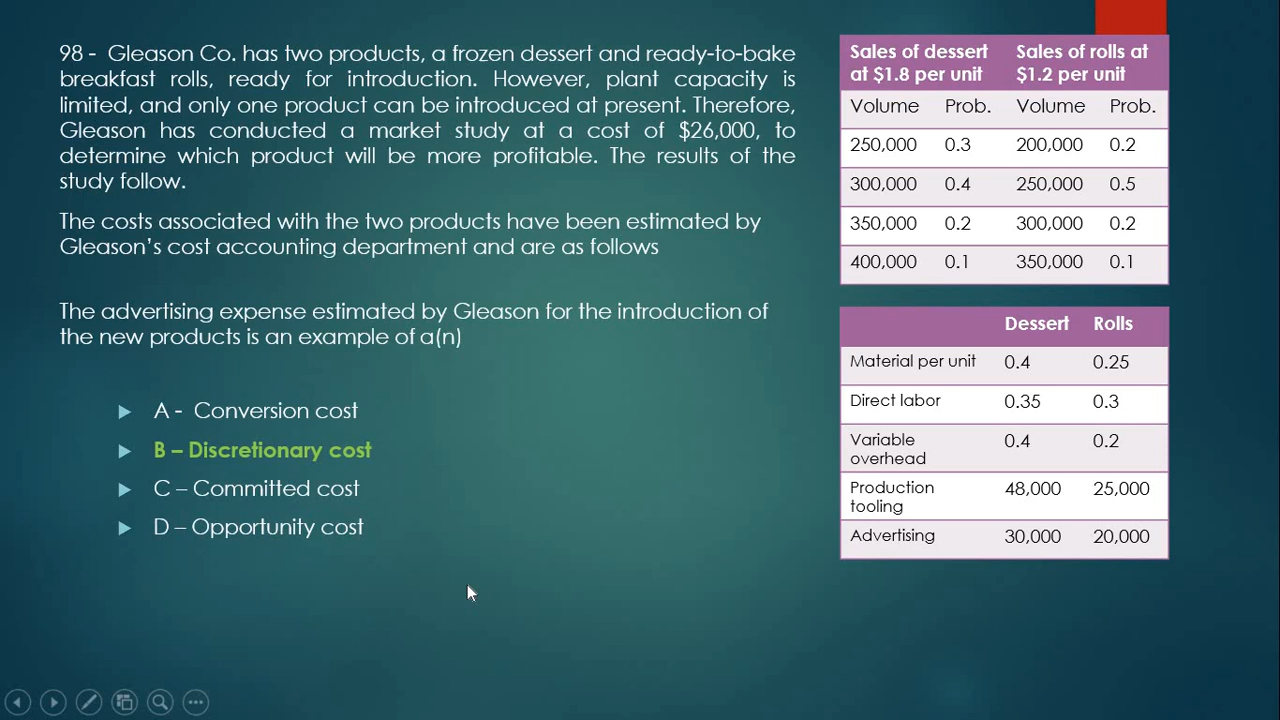 98 - Gleason Co. has two products, a frozen dessert and ready-to-bake
breakfast rolls, ready for introduction. However, plant capacity is
limited, and only one product can be introduced at present. Therefore,
Gleason has conducted a market study at a cost of $26,000, to
determine which product will be more profitable. The results of the
study follow.
The costs associated with the two products have been estimated by
Gleason's cost accounting department and are as follows
The advertising expense estimated by Gleason for the introduction of
the new products is an example of a(n)
A - Conversion cost
B – Discretionary cost
C – Committed cost
D – Opportunity cost
Sales of dessert Sales of rolls at
at $1.8 per unit $1.2 per unit
Volume Prob. Volume Prob.
250,000 0.3 200,000 0.2
300,000 0.4 250,000 0.5
350,000 0.2 300,000 0.2
400,000 0.1 350,000 0.1
Dessert Rolls
Material per unit 0.4 0.25
Direct labor 0.35 0.3
Variable 0.4 0.2
overhead
Production 48,000 25,000
tooling
Advertising 30,000 20,000